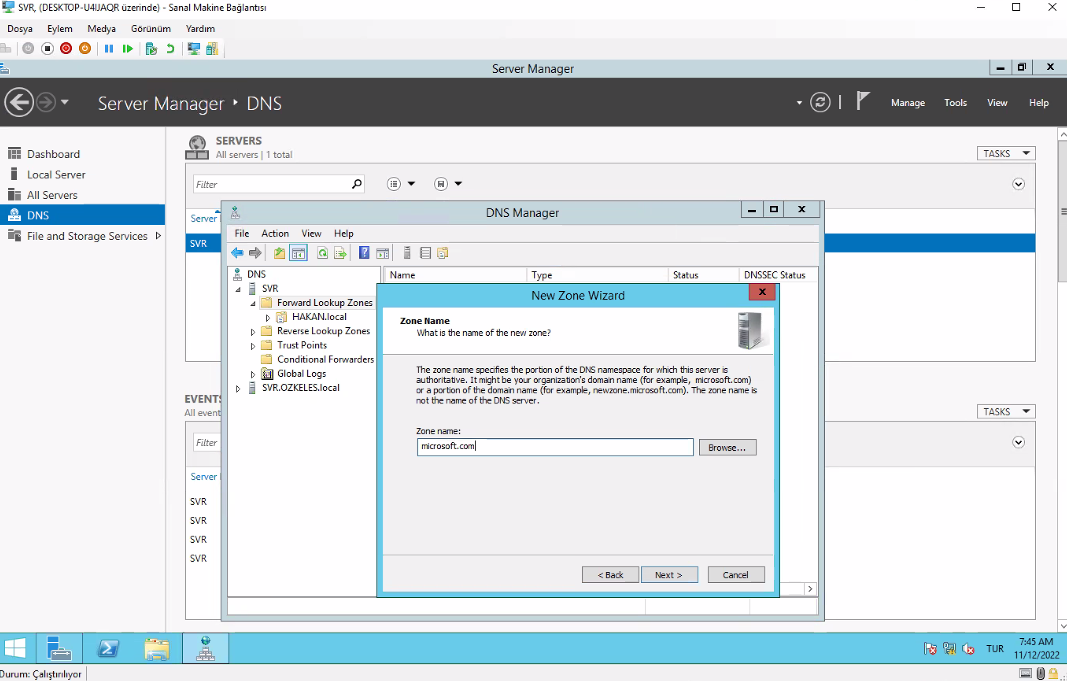 SVR, (DESKTOP-U4IJAQR üzerinde) - Sanal Makine Bağlantısı
Dosya Eylem Medya Görünüm Yardım
Server Manager
Server Manager ‣ DNS
Manage Tools View Help
Dashboard
Local Server
All Servers
DNS
File and Storage Services
SERVERS
All servers | 1 total
TASKS
Filter
Server
SVR
DNS Manager
File Action View Help
DNS
SVR
Forward Lookup Zones
HAKAN.local
Reverse Lookup Zones
Trust Points
Conditional Forwarders
Global Logs
SVR.OZKELES.local
Name Type Status DNSSEC Status
New Zone Wizard
Zone Name
What is the name of the new zone?
The zone name specifies the portion of the DNS namespace for which this server is
authoritative. It might be your organization's domain name (for example, microsoft.com)
or a portion of the domain name (for example, newzone.microsoft.com). The zone name is
not the name of the DNS server.
Zone name:
microsoft.com
Browse...
< Back Next > Cancel
EVENTS
All event
TASKS
Filter
Server
SVR
SVR
SVR
SVR
TUR
7:45 AM
11/12/2022
Durum: Çalıştırılıyor